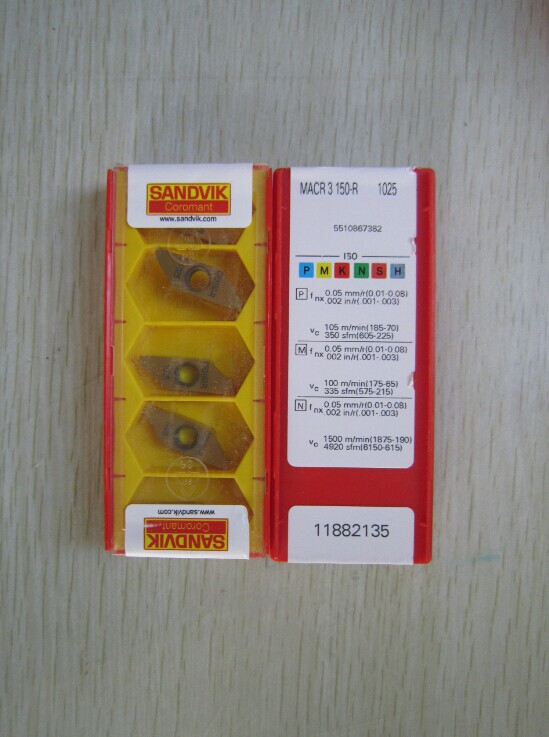 SANDVIK
Coromant
www.sandvik.com
www.sandvik.com
Coromant
SANDVIK
MACR 3 150-R 1025
5510867382
ISO
P M K N S H
P fnx 0.05 mm/r(0.01-0.08)
.002 in/r(.001-.003)
vc 105 m/min(185-70)
350 sfm(605-225)
M fnx 0.05 mm/r(0.01-0.08)
.002 in/r(.001-.003)
vc 100 m/min(175-65)
335 sfm(575-215)
N fnx 0.05 mm/r(0.01-0.08)
.002 in/r(.001-.003)
vc 1500 m/min(1875-190)
4920 sfm(6150-615)
11882135